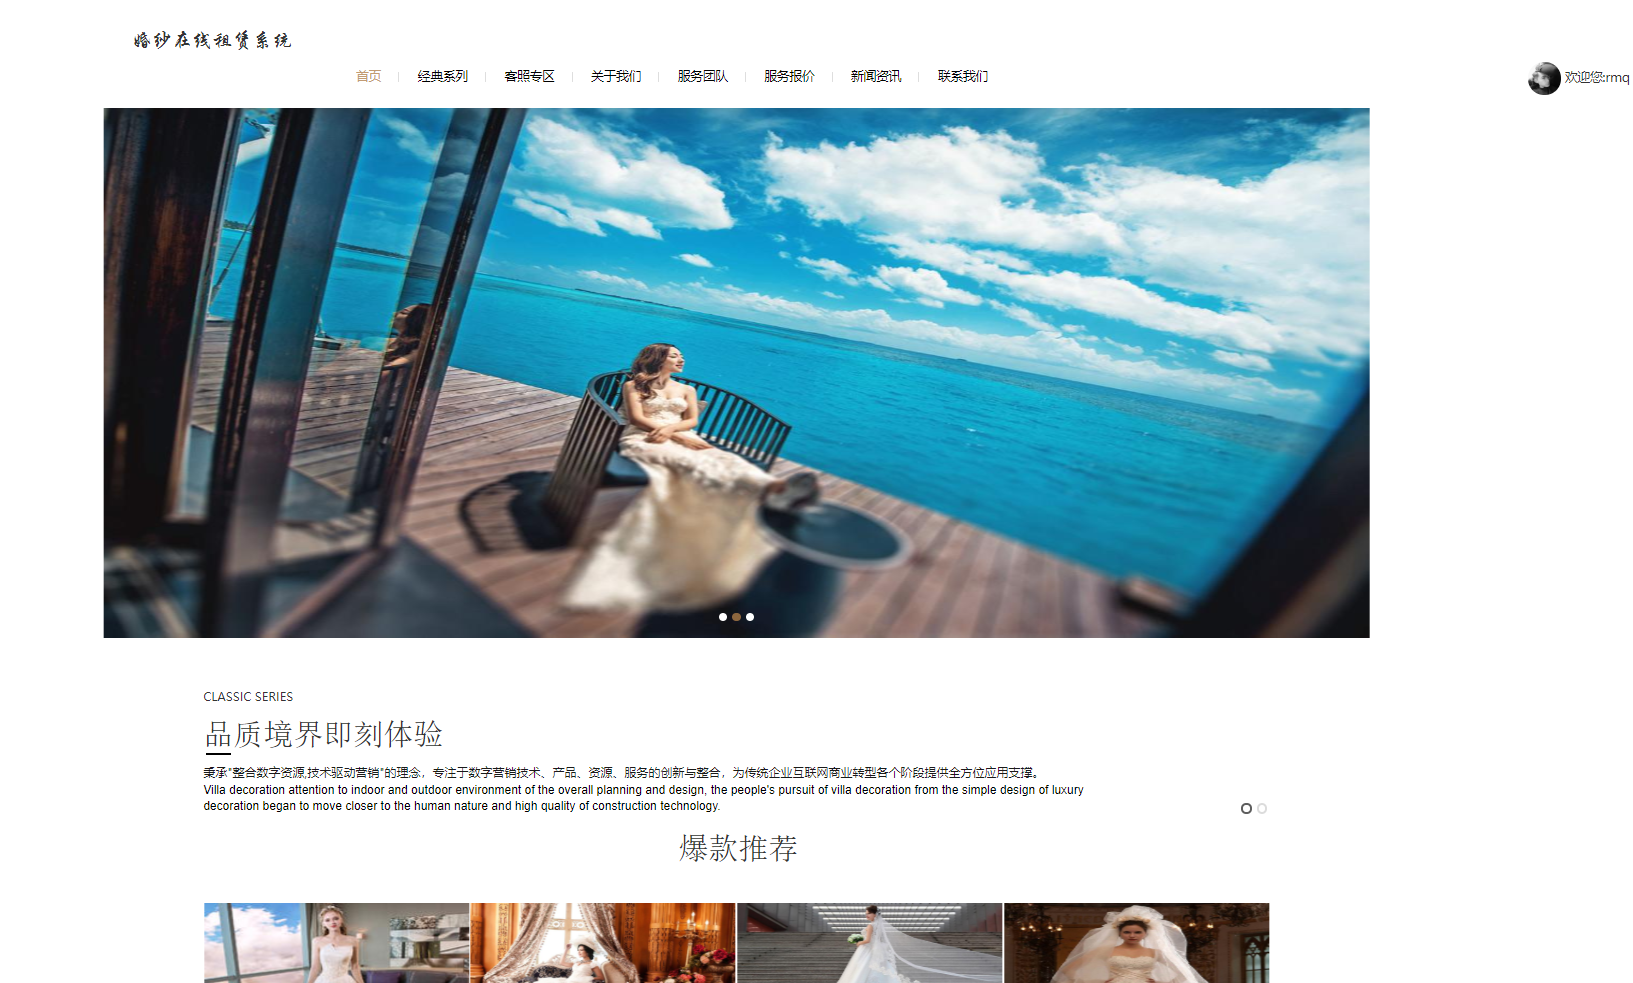 婚纱在线租赁系统
首页 经典系列 客照专区 关于我们 服务团队 服务报价 新闻资讯 联系我们
欢迎您:rmq
CLASSIC SERIES
品质境界即刻体验
秉承"整合数字资源,技术驱动营销"的理念，专注于数字营销技术、产品、资源、服务的创新与整合，为传统企业互联网商业转型各个阶段提供全方位应用支撑。
Villa decoration attention to indoor and outdoor environment of the overall planning and design, the people's pursuit of villa decoration from the simple design of luxury
decoration began to move closer to the human nature and high quality of construction technology.
爆款推荐